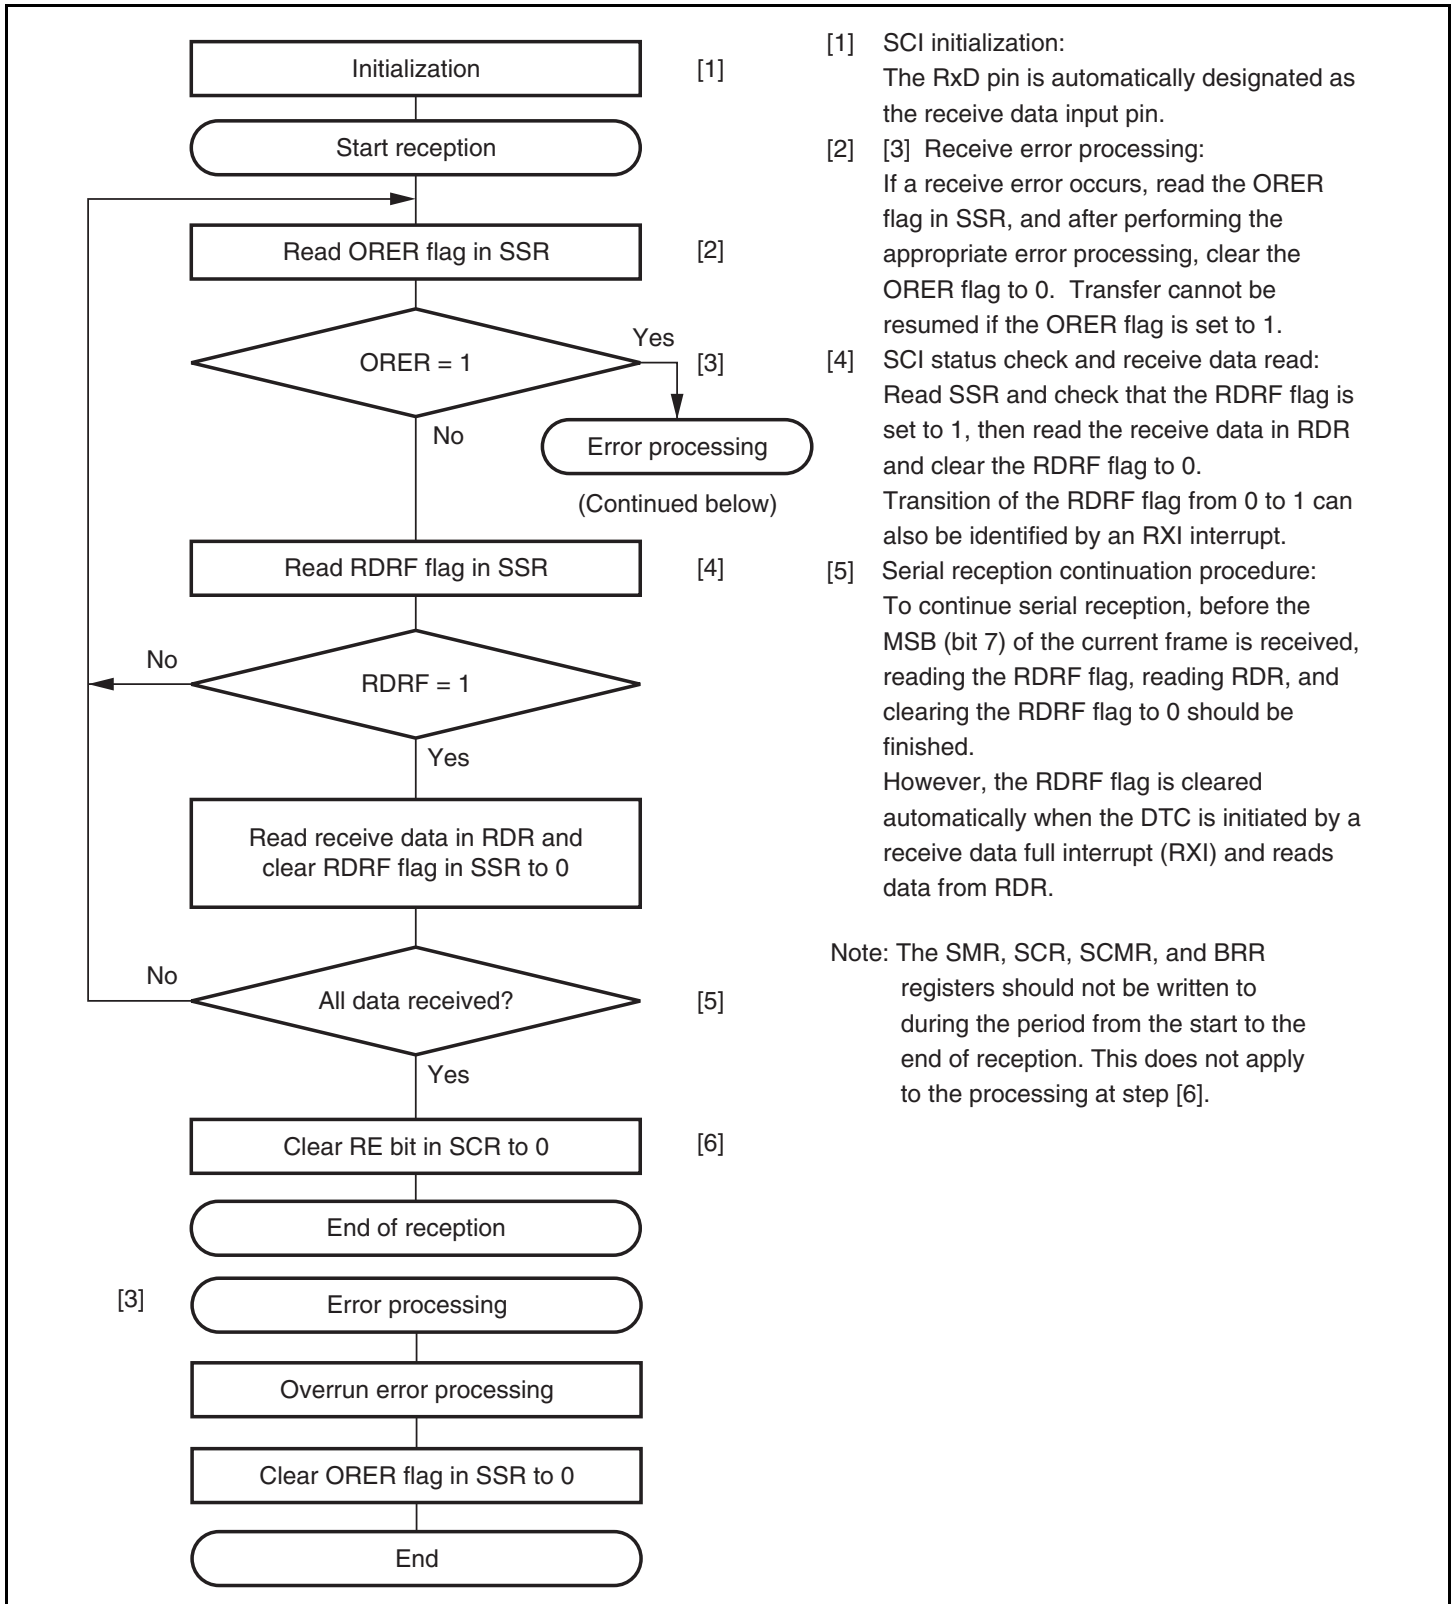 Initialization
[1]
Start reception
Read ORER flag in SSR
[2]
ORER = 1
Yes
[3]
No
Error processing
(Continued below)
Read RDRF flag in SSR
[4]
No
RDRF = 1
Yes
Read receive data in RDR and
clear RDRF flag in SSR to 0
No
All data received?
[5]
Yes
Clear RE bit in SCR to 0
[6]
End of reception
[3]
Error processing
Overrun error processing
Clear ORER flag in SSR to 0
End
[1] SCI initialization:
The RxD pin is automatically designated as
the receive data input pin.
[2] [3] Receive error processing:
If a receive error occurs, read the ORER
flag in SSR, and after performing the
appropriate error processing, clear the
ORER flag to 0. Transfer cannot be
resumed if the ORER flag is set to 1.
[4] SCI status check and receive data read:
Read SSR and check that the RDRF flag is
set to 1, then read the receive data in RDR
and clear the RDRF flag to 0.
Transition of the RDRF flag from 0 to 1 can
also be identified by an RXI interrupt.
[5] Serial reception continuation procedure:
To continue serial reception, before the
MSB (bit 7) of the current frame is received,
reading the RDRF flag, reading RDR, and
clearing the RDRF flag to 0 should be
finished.
However, the RDRF flag is cleared
automatically when the DTC is initiated by a
receive data full interrupt (RXI) and reads
data from RDR.
Note: The SMR, SCR, SCMR, and BRR
registers should not be written to
during the period from the start to the
end of reception. This does not apply
to the processing at step [6].